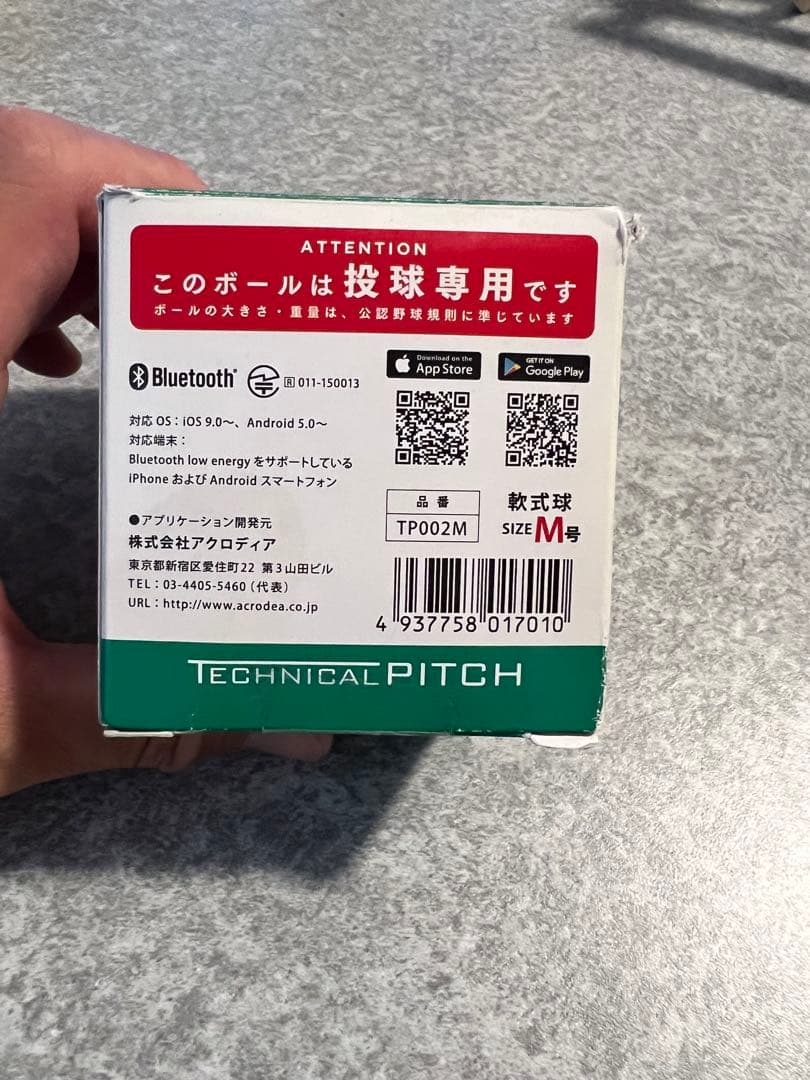 ATTENTION
このボールは投球専用です
ボールの大きさ・重量は、公認野球規則に準じています
Bluetooth® R 011-150013
Download on the
App Store
GET IT ON
Google Play
対応 OS：iOS 9.0〜、Android 5.0〜
対応端末：
Bluetooth low energy をサポートしている
iPhone および Android スマートフォン
●アプリケーション開発元
株式会社アクロディア
東京都新宿区愛住町22 第3山田ビル
TEL：03-4405-5460（代表）
URL：http://www.acrodea.co.jp
品番
TP002M
軟式球
SIZE M号
4 937758 017010
TECHNICALPITCH